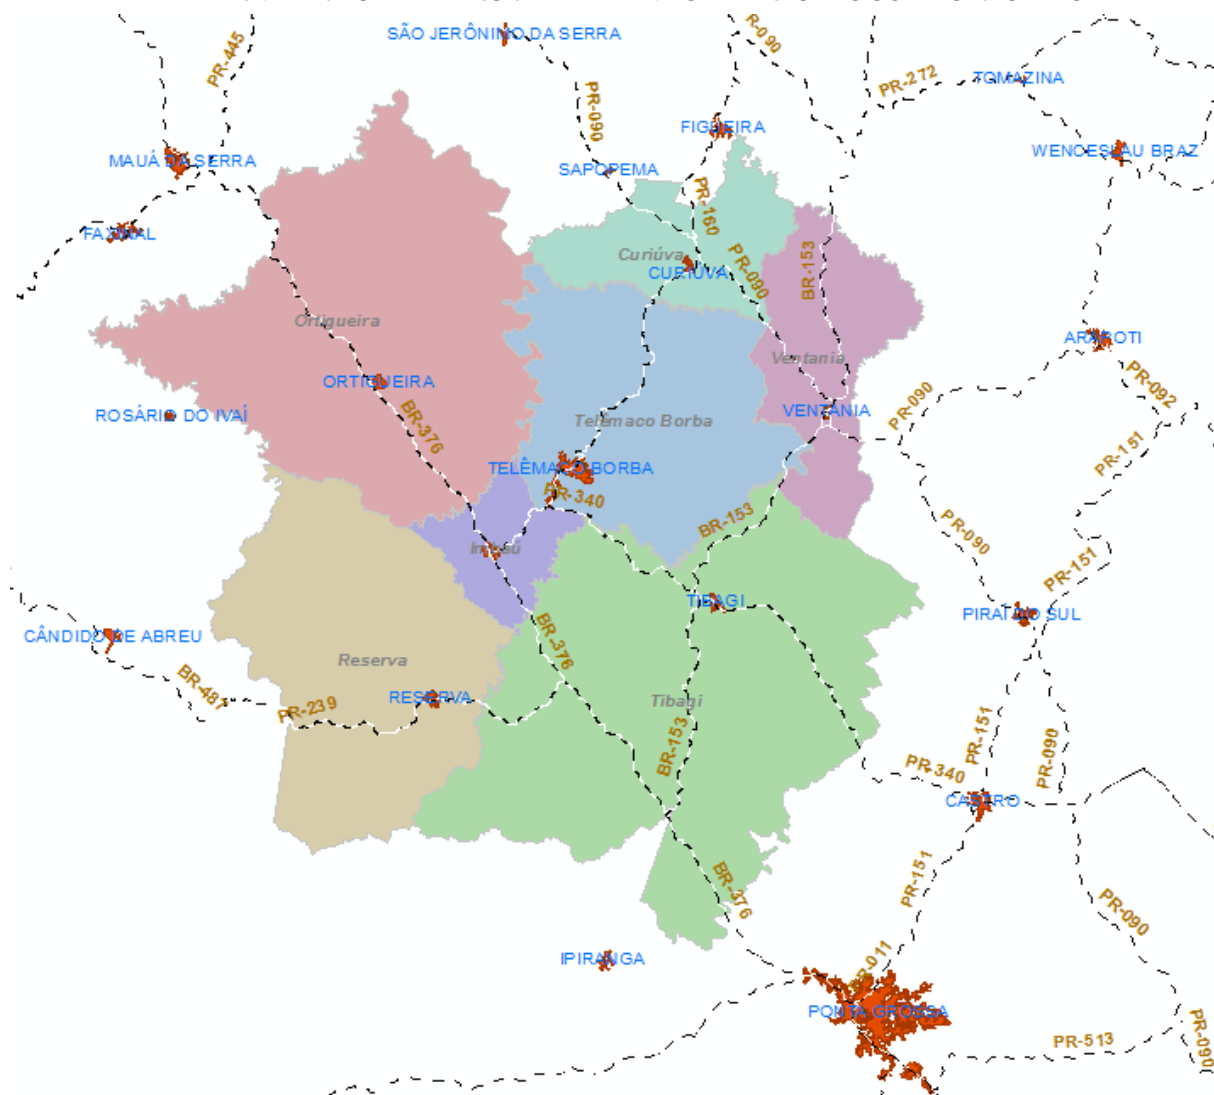 SÃO JERÔNIMO DA SERRA
R-090
PR-445
PR-272
TOMAZINA
PR-090
FIGUEIRA
MAUÁ DA SERRA
WENCESLAU BRAZ
SAPOPEMA
PR-160
FAXINAL
Curiúva
CURIÚVA
PR-090
BR-153
Ortigueira
ARAPOTI
Ventania
ORTIGUEIRA
PR-092
ROSÁRIO DO IVAÍ
BR-376
Telêmaco Borba
VENTANIA
PR-090
PR-151
TELÊMACO BORBA
PR-340
BR-153
PR-090
Imbaú
PR-151
TIBAGI
PIRAÍ DO SUL
CÂNDIDO DE ABREU
BR-376
Reserva
BR-487
RESERVA
PR-239
Tibagi
BR-153
PR-151
PR-090
PR-340
CASTRO
PR-151
BR-376
PR-090
IPIRANGA
BR-011
PONTA GROSSA
PR-513
PR-090